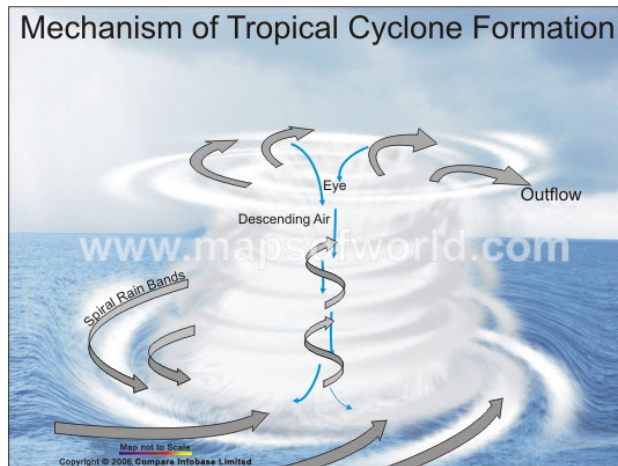 Mechanism of Tropical Cyclone Formation
Eye
Outflow
Descending Air
www.mapsofworld.com
Spiral Rain Bands
Map not to Scale
Copyright © 2006 Compare Infobase Limited